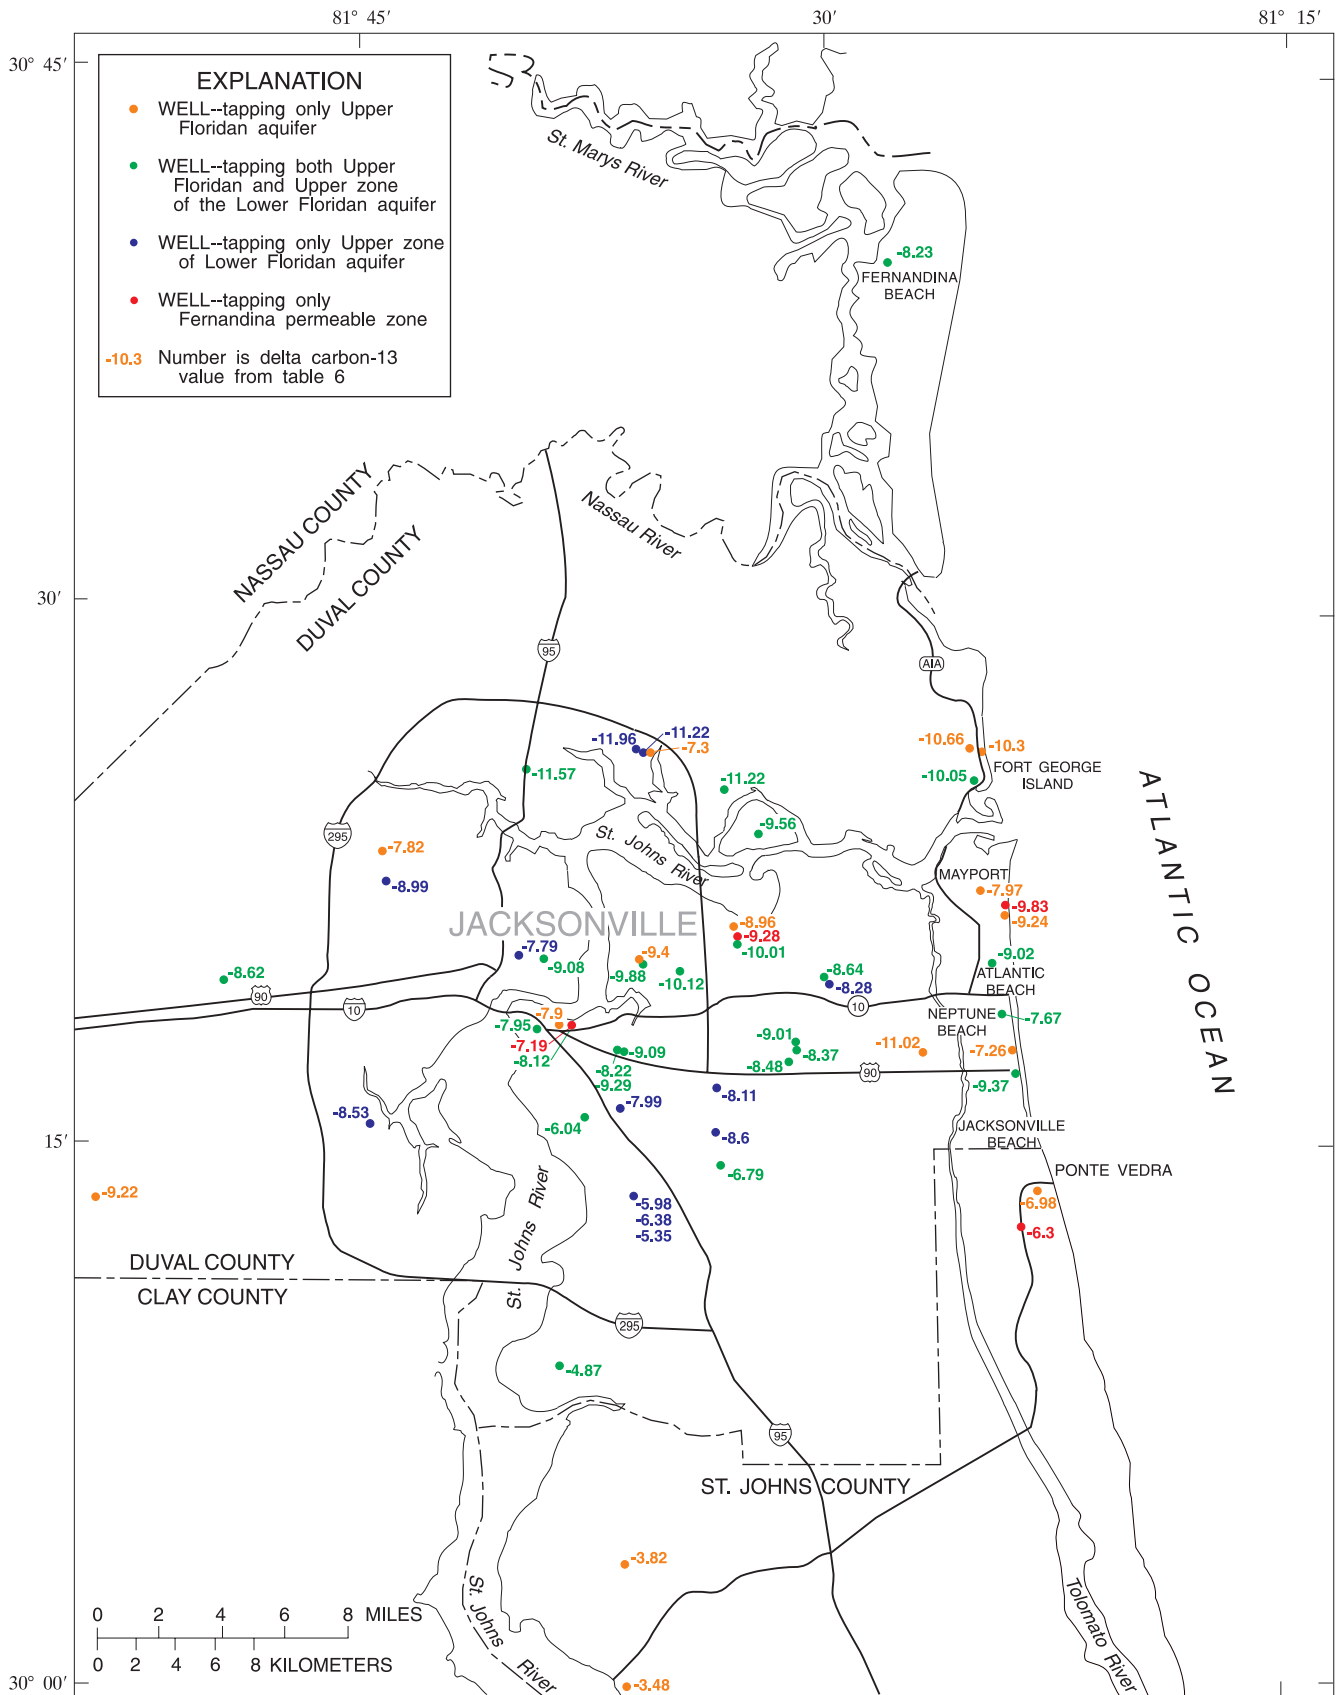 81° 45′
30′
81° 15′
30° 45′
EXPLANATION
WELL--tapping only Upper
Floridan aquifer
WELL--tapping both Upper
Floridan and Upper zone
of the Lower Floridan aquifer
WELL--tapping only Upper zone
of Lower Floridan aquifer
WELL--tapping only
Fernandina permeable zone
-10.3 Number is delta carbon-13
value from table 6
St. Marys River
-8.23
FERNANDINA
BEACH
NASSAU COUNTY
DUVAL COUNTY
Nassau River
30′
95
A1A
-11.96
-11.22
-7.3
-10.66
-10.3
FORT GEORGE
ISLAND
-10.05
-11.57
-11.22
-9.56
295
St. Johns River
-7.82
-8.99
MAYPORT
-7.97
-9.83
-9.24
ATLANTIC OCEAN
JACKSONVILLE
-8.96
-9.28
-10.01
-7.79
-9.08
-9.4
-9.88
-10.12
-8.62
-8.64
-8.28
-9.02
ATLANTIC
BEACH
90
10
10
-7.9
-7.95
-7.19
-8.12
NEPTUNE
BEACH
-7.67
-9.01
-8.37
-8.48
-11.02
-7.26
-9.09
-8.22
-9.29
90
-9.37
-8.11
-7.99
-8.53
-6.04
-8.6
JACKSONVILLE
BEACH
15′
-6.79
PONTE VEDRA
-9.22
-5.98
-6.38
-5.35
-6.98
-6.3
St. Johns River
DUVAL COUNTY
CLAY COUNTY
295
-4.87
95
ST. JOHNS COUNTY
-3.82
St. Johns River
Tolomato River
0 2 4 6 8 MILES
0 2 4 6 8 KILOMETERS
30° 00′
-3.48